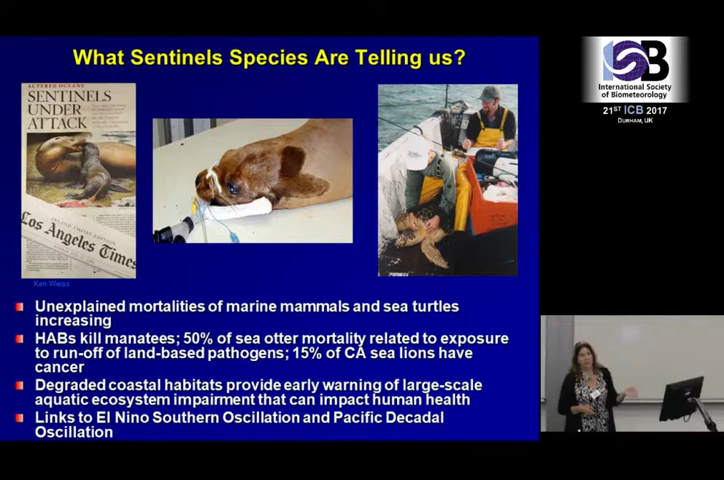 What Sentinels Species Are Telling us?
ALTERED OCEANS
SENTINELS
UNDER
ATTACK
Los Angeles Times
Ken Weiss
Unexplained mortalities of marine mammals and sea turtles
increasing
HABs kill manatees; 50% of sea otter mortality related to exposure
to run-off of land-based pathogens; 15% of CA sea lions have
cancer
Degraded coastal habitats provide early warning of large-scale
aquatic ecosystem impairment that can impact human health
Links to El Nino Southern Oscillation and Pacific Decadal
Oscillation
ISB
International Society
of Biometeorology
21ST ICB 2017
DURHAM, UK